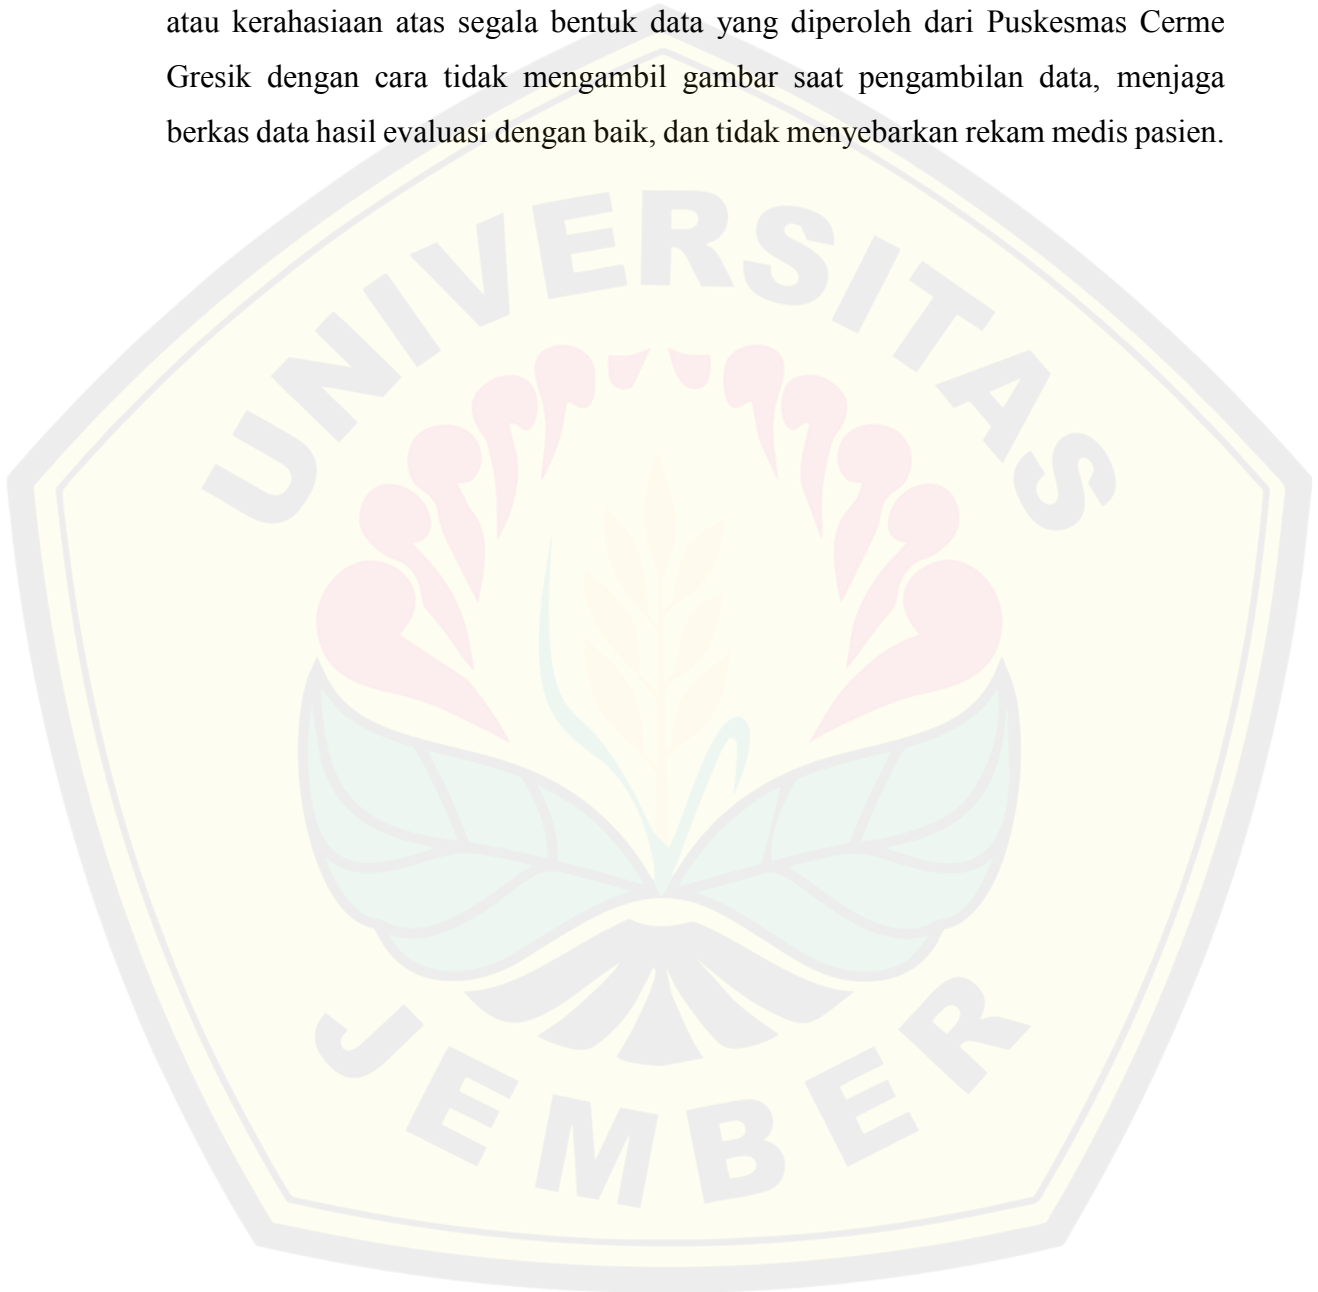 atau kerahasiaan atas segala bentuk data yang diperoleh dari Puskesmas Cerme
Gresik dengan cara tidak mengambil gambar saat pengambilan data, menjaga
berkas data hasil evaluasi dengan baik, dan tidak menyebarkan rekam medis pasien.
UNIVERSITAS
JEMBER